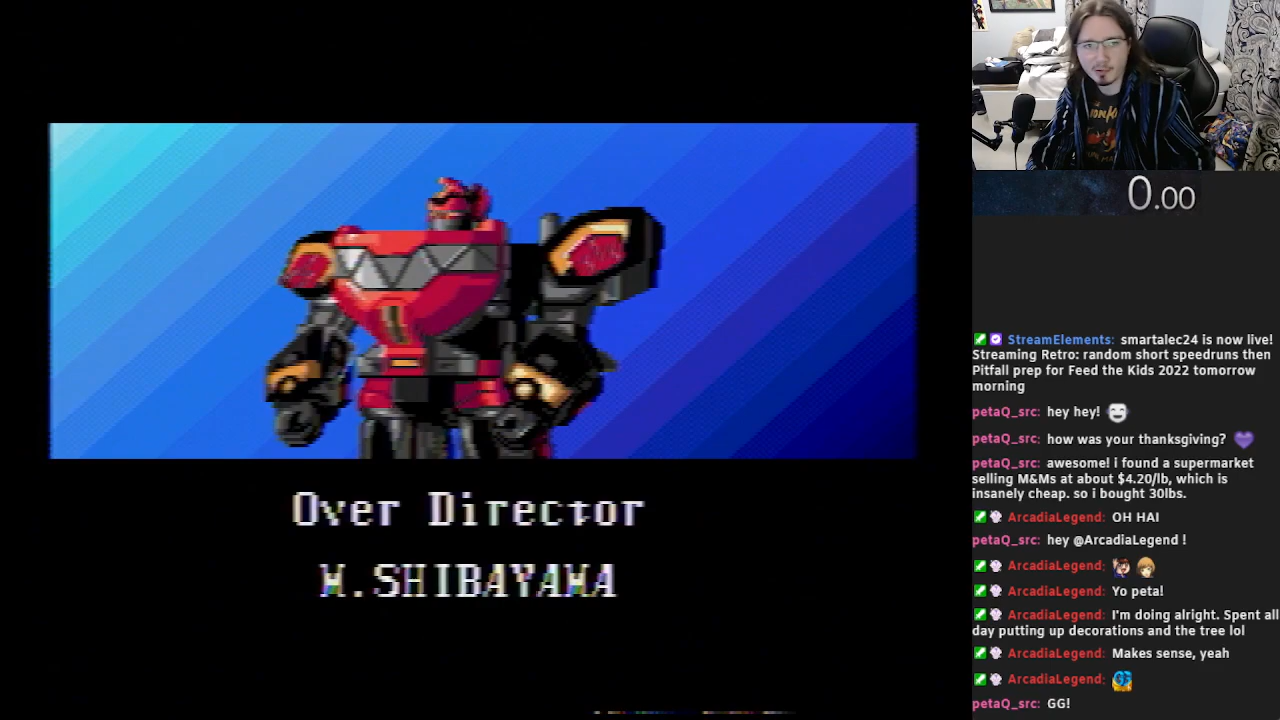 Over Director
M.SHIBAYAMA
0.00
StreamElements: smartalec24 is now live!
Streaming Retro: random short speedruns then
Pitfall prep for Feed the Kids 2022 tomorrow
morning
petaQ_src: hey hey!
petaQ_src: how was your thanksgiving?
petaQ_src: awesome! i found a supermarket
selling M&Ms at about $4.20/lb, which is
insanely cheap. so i bought 30lbs.
ArcadiaLegend: OH HAI
petaQ_src: hey @ArcadiaLegend !
ArcadiaLegend:
ArcadiaLegend: Yo peta!
ArcadiaLegend: I'm doing alright. Spent all
day putting up decorations and the tree lol
ArcadiaLegend: Makes sense, yeah
ArcadiaLegend: GG
petaQ_src: GG!